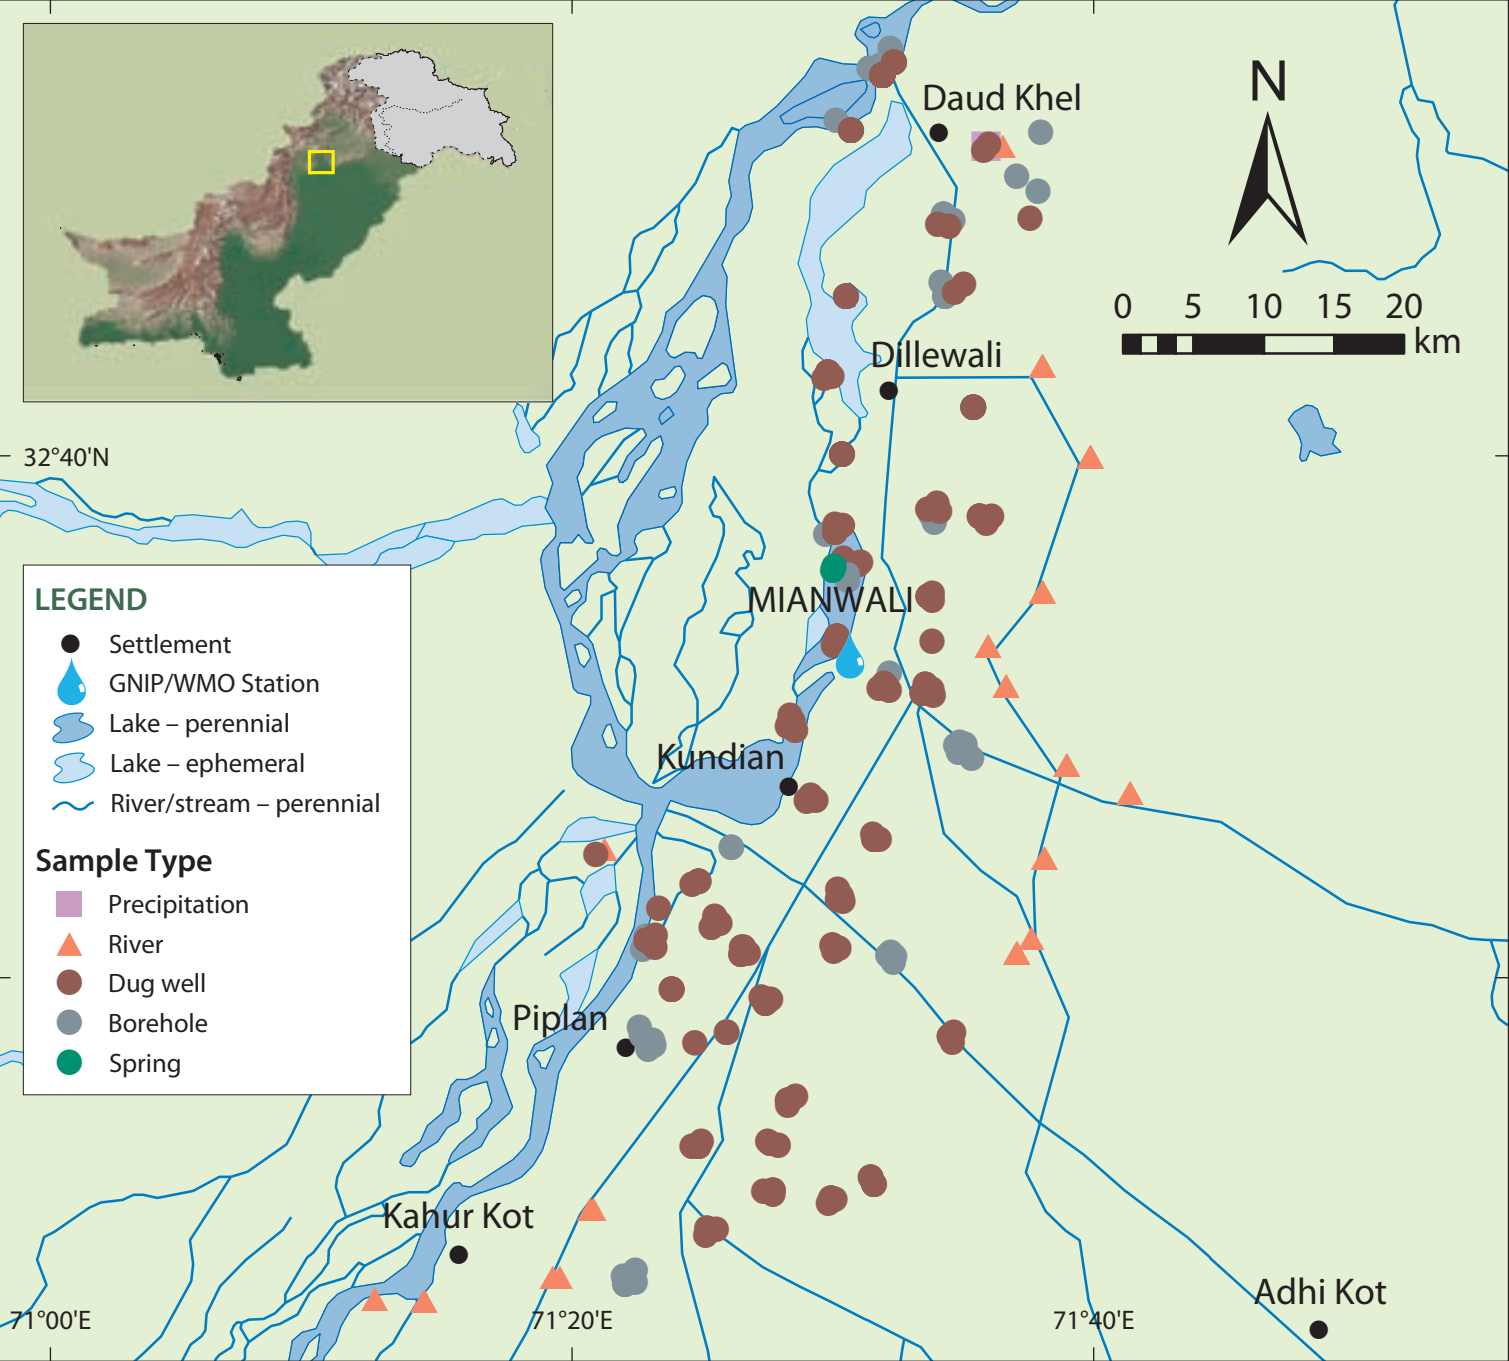 N
Daud Khel
0 5 10 15 20
km
Dillewali
32°40'N
MIANWALI
Kundian
LEGEND
Settlement
GNIP/WMO Station
Lake – perennial
Lake – ephemeral
River/stream – perennial
Sample Type
Precipitation
River
Dug well
Borehole
Spring
Piplan
Kahur Kot
Adhi Kot
71°00'E
71°20'E
71°40'E